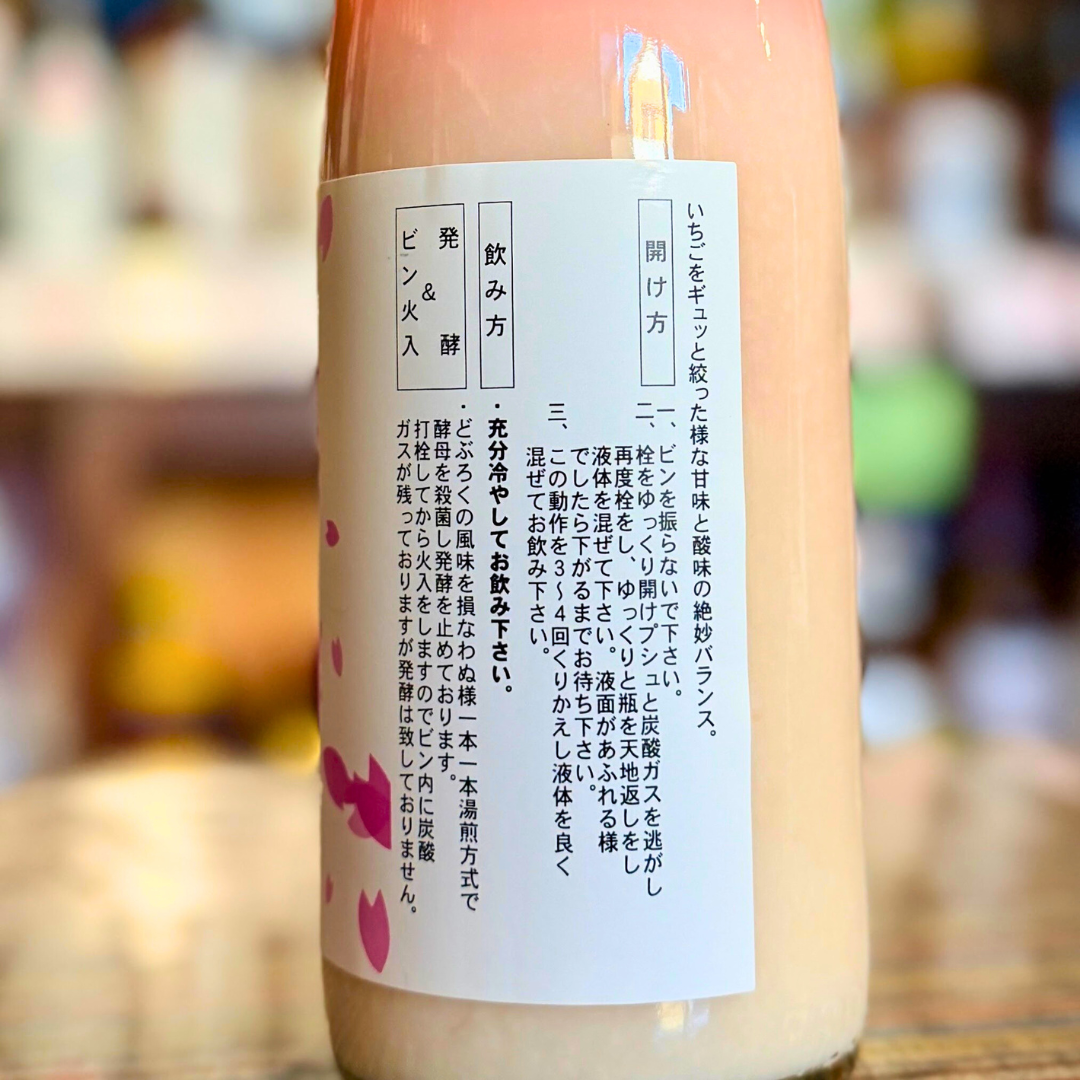 いちごをギュッと絞った様な甘味と酸味の絶妙バランス。
開け方
一、ビンを振らないで下さい。
二、栓をゆっくり開けプシュと炭酸ガスを逃がし
再度栓をし、ゆっくりと瓶を天地返しをし
液体を混ぜて下さい。液面があふれる様
でしたら下がるまでお待ち下さい。
三、この動作を3〜4回くりかえし液体を良く
混ぜてお飲み下さい。
飲み方
・充分冷やしてお飲み下さい。
発酵
&
ビン火入
・どぶろくの風味を損なわぬ様一本一本湯煎方式で
酵母を殺菌し発酵を止めております。
打栓してから火入をしますのでビン内に炭酸
ガスが残っておりますが発酵は致しておりません。